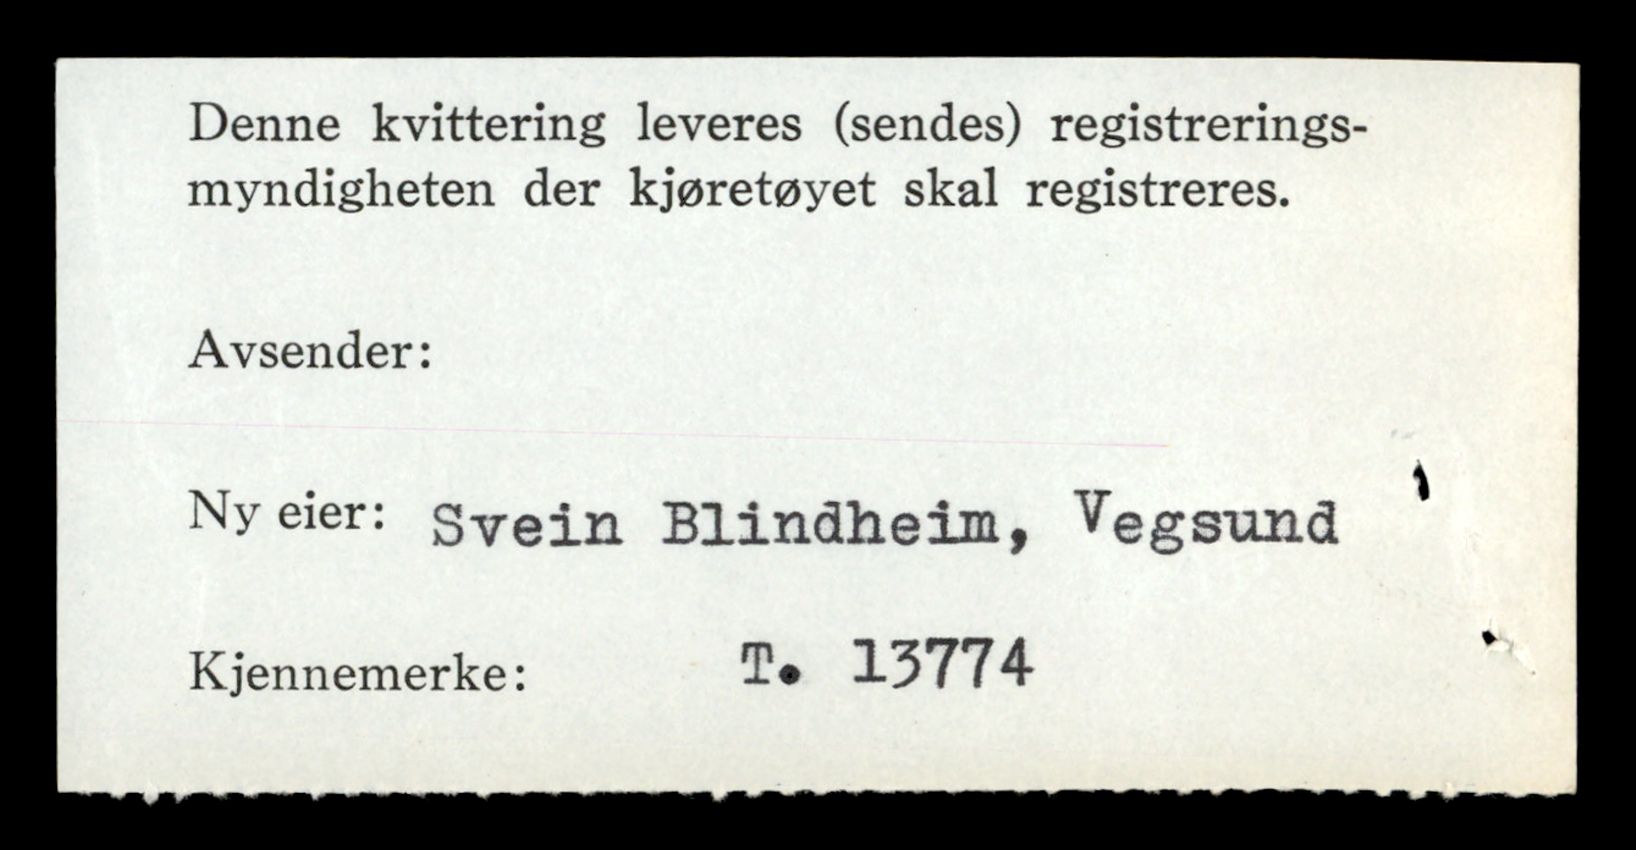 Denne kvittering leveres (sendes) registrerings-
myndigheten der kjøretøyet skal registreres.
Avsender:
Ny eier: Svein Blindheim, Vegsund
Kjennemerke: T. 13774